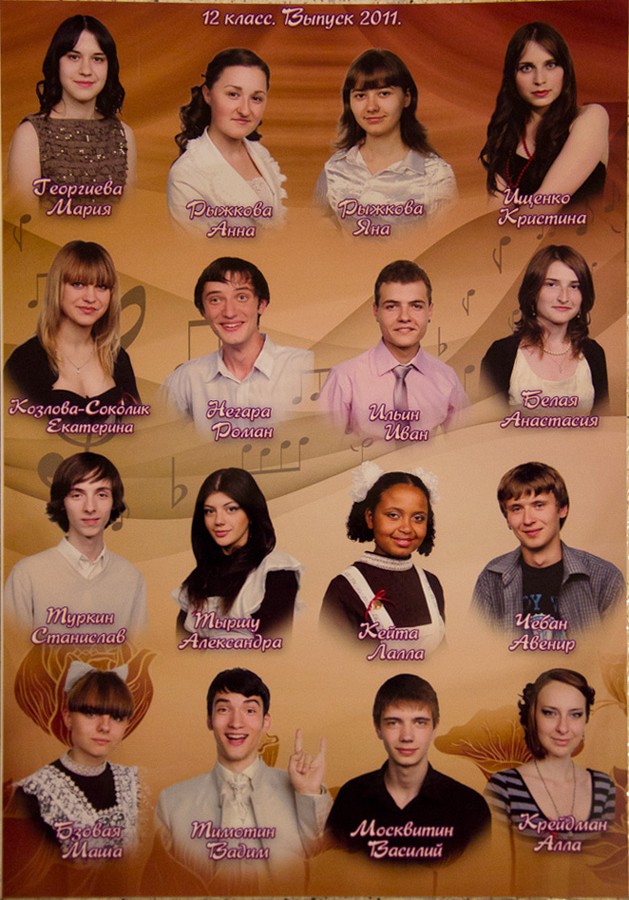 12 класс. Выпуск 2011.
Георгиева
Мария
Рыжкова
Анна
Рыжкова
Яна
Ищенко
Кристина
Козлова-Соколик
Екатерина
Негара
Роман
Ильин
Иван
Белая
Анастасия
Туркин
Станислав
Тыршу
Александра
Кейта
Лалла
Чебан
Авенир
Бзовая
Маша
Тимотин
Вадим
Москвитин
Василий
Крейдман
Алла